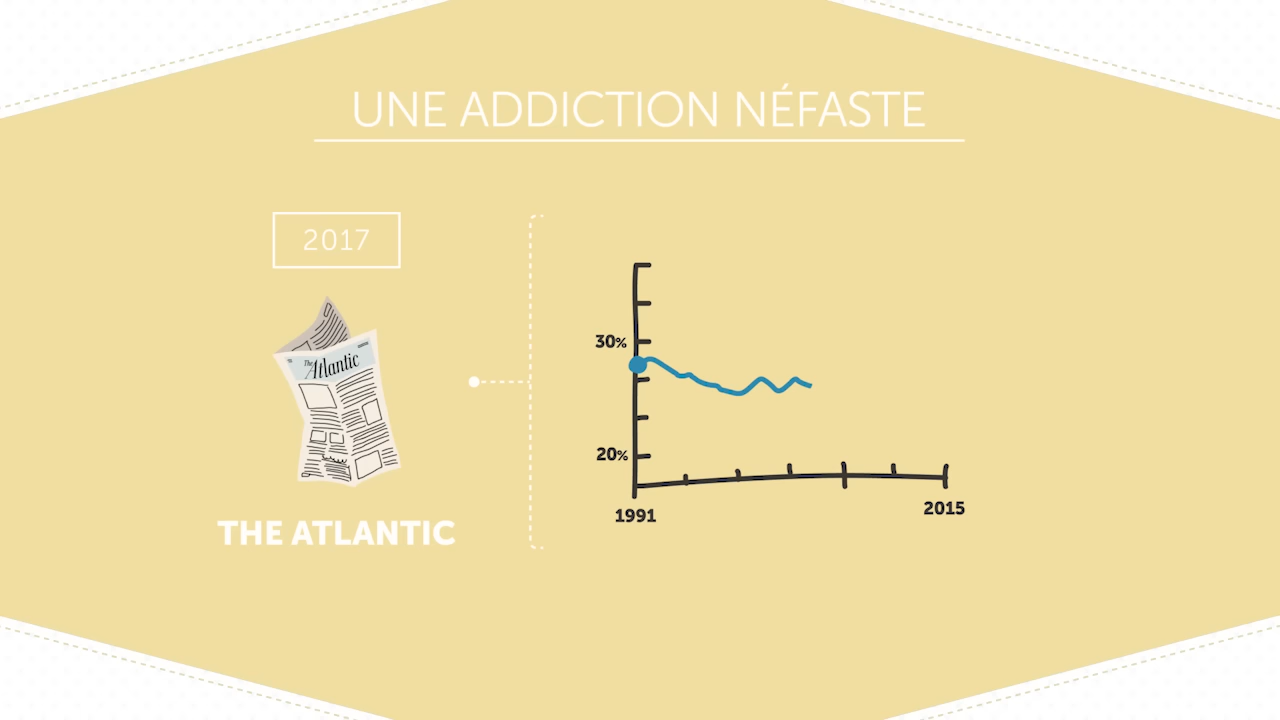 UNE ADDICTION NÉFASTE
2017
The Atlantic
THE ATLANTIC
30%
20%
1991
2015